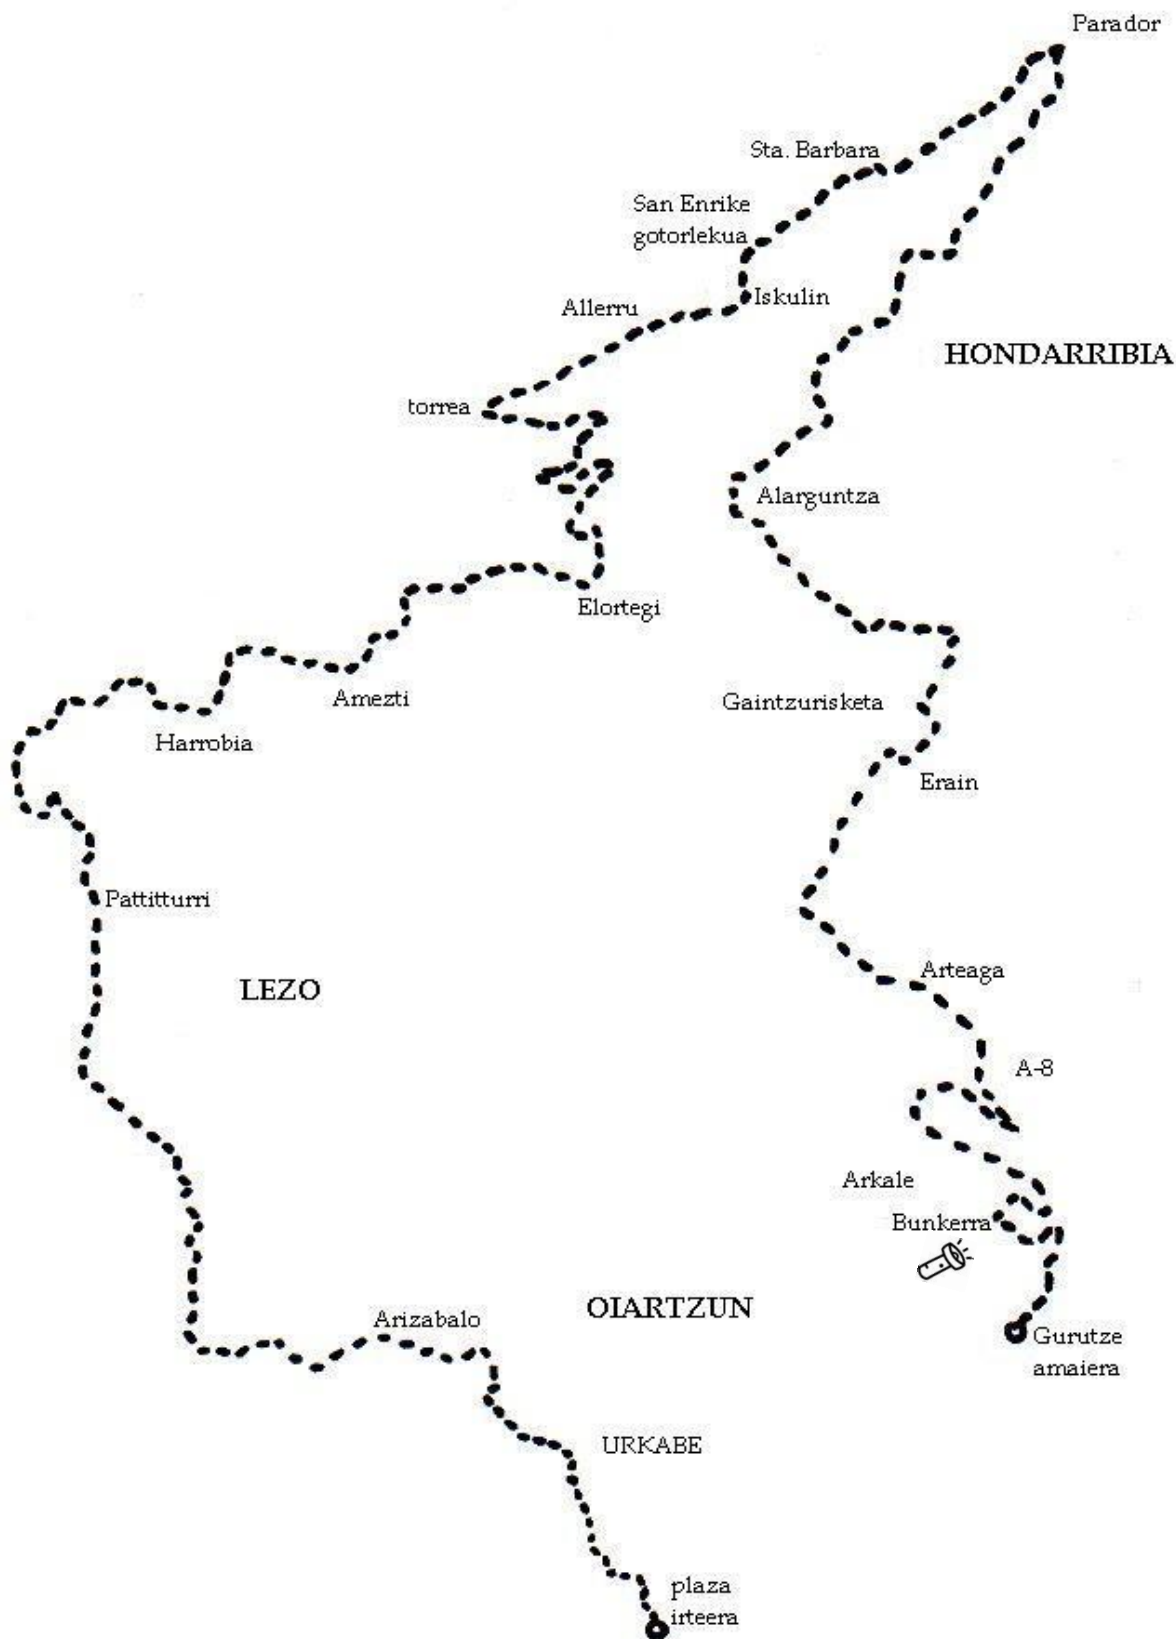 Parador
Sta. Barbara
San Enrike
gotorlekua
Iskulin
Allerru
HONDARRIBIA
torrea
Alarguntza
Elortegi
Amezti
Gaintzurisketa
Harrobia
Erain
Pattitturri
Arteaga
LEZO
A-8
Arkale
Bunkerra
OIARTZUN
Arizabalo
Gurutze
amaiera
URKABE
plaza
irteera